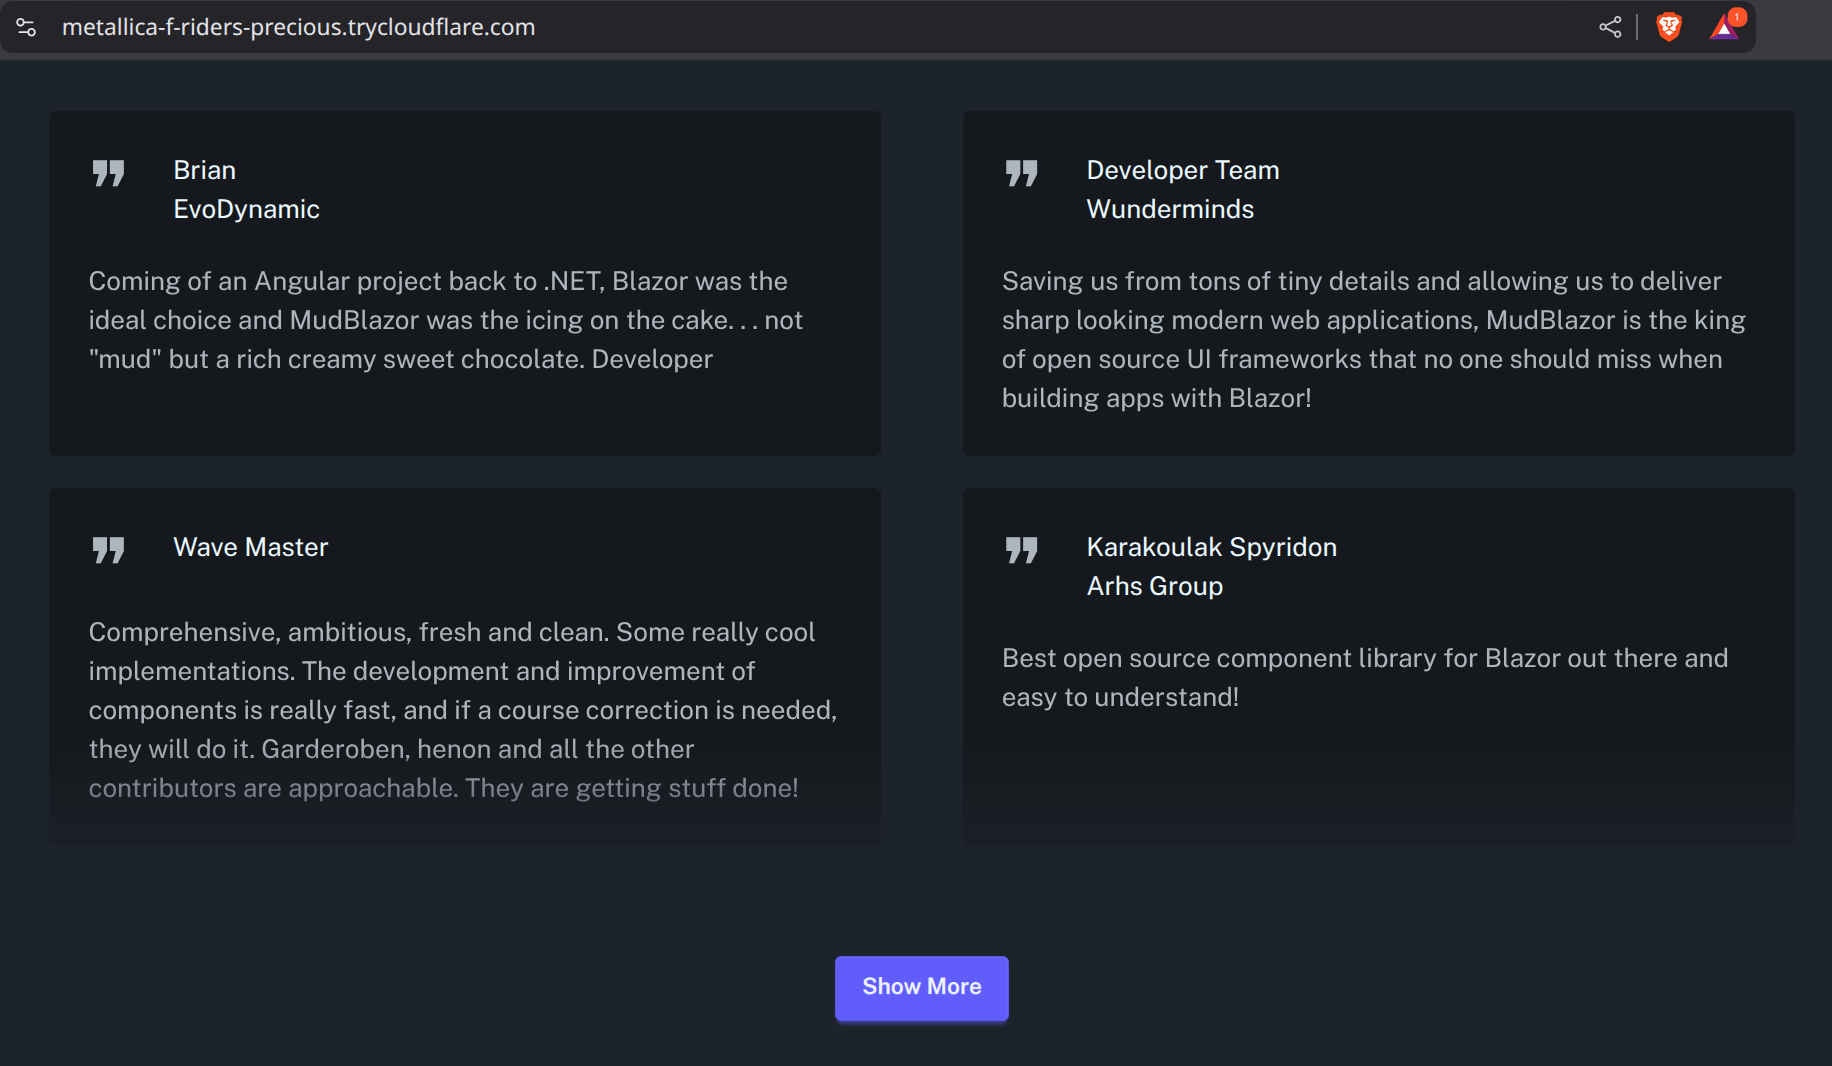 metallica-f-riders-precious.trycloudflare.com
1
Brian
EvoDynamic
Coming of an Angular project back to .NET, Blazor was the
ideal choice and MudBlazor was the icing on the cake. . . not
"mud" but a rich creamy sweet chocolate. Developer
Developer Team
Wunderminds
Saving us from tons of tiny details and allowing us to deliver
sharp looking modern web applications, MudBlazor is the king
of open source UI frameworks that no one should miss when
building apps with Blazor!
Wave Master
Comprehensive, ambitious, fresh and clean. Some really cool
implementations. The development and improvement of
components is really fast, and if a course correction is needed,
they will do it. Garderoben, henon and all the other
contributors are approachable. They are getting stuff done!
Karakoulak Spyridon
Arhs Group
Best open source component library for Blazor out there and
easy to understand!
Show More